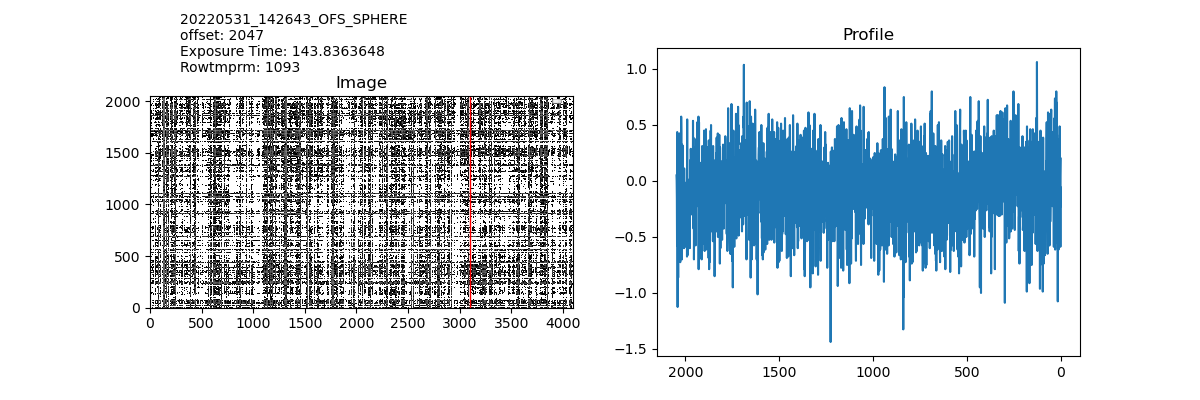 20220531_142643_OFS_SPHERE
offset: 2047
Exposure Time: 143.8363648
Rowtmprm: 1093
Image
2000
1500
1000
500
0
0 500 1000 1500 2000 2500 3000 3500 4000
Profile
1.0
0.5
0.0
−0.5
−1.0
−1.5
2000 1500 1000 500 0